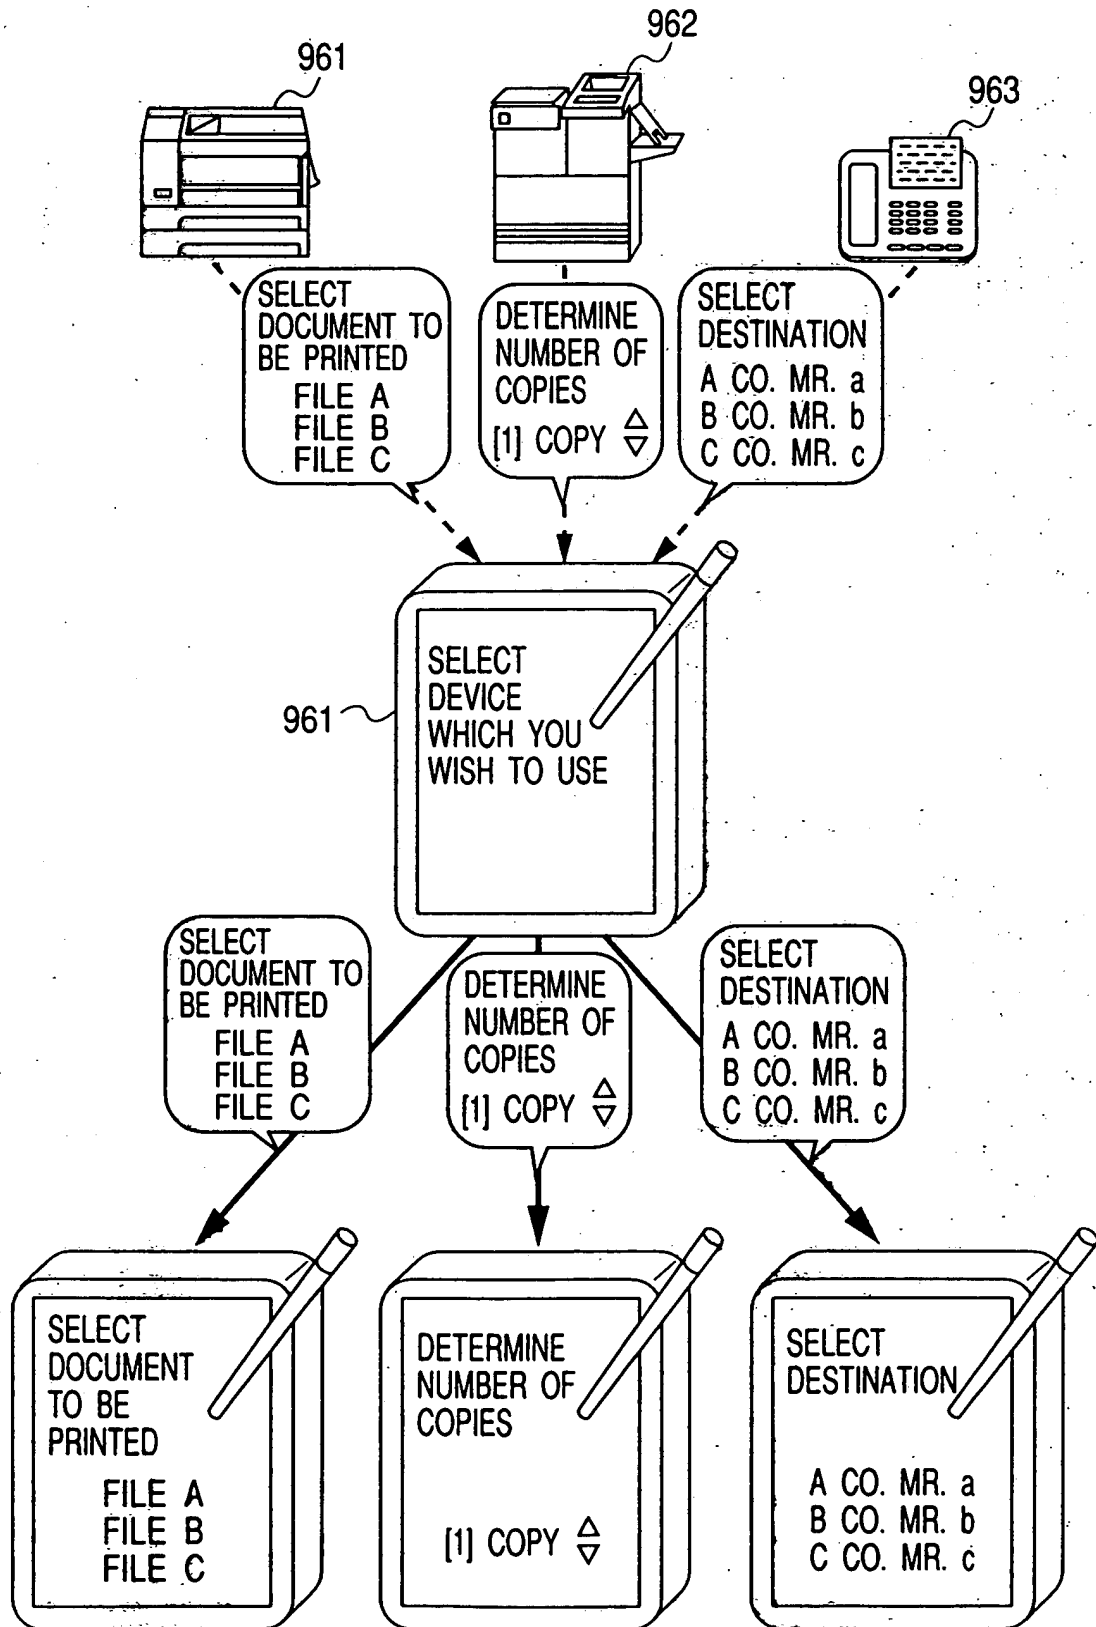 961
962
963
SELECT
DOCUMENT TO
BE PRINTED
FILE A
FILE B
FILE C
DETERMINE
NUMBER OF
COPIES
[1] COPY △▽
SELECT
DESTINATION
A CO. MR. a
B CO. MR. b
C CO. MR. c
SELECT
DEVICE
WHICH YOU
WISH TO USE
961
SELECT
DOCUMENT TO
BE PRINTED
FILE A
FILE B
FILE C
DETERMINE
NUMBER OF
COPIES
[1] COPY △▽
SELECT
DESTINATION
A CO. MR. a
B CO. MR. b
C CO. MR. c
SELECT
DOCUMENT
TO BE
PRINTED
FILE A
FILE B
FILE C
DETERMINE
NUMBER OF
COPIES
[1] COPY △▽
SELECT
DESTINATION
A CO. MR. a
B CO. MR. b
C CO. MR. c